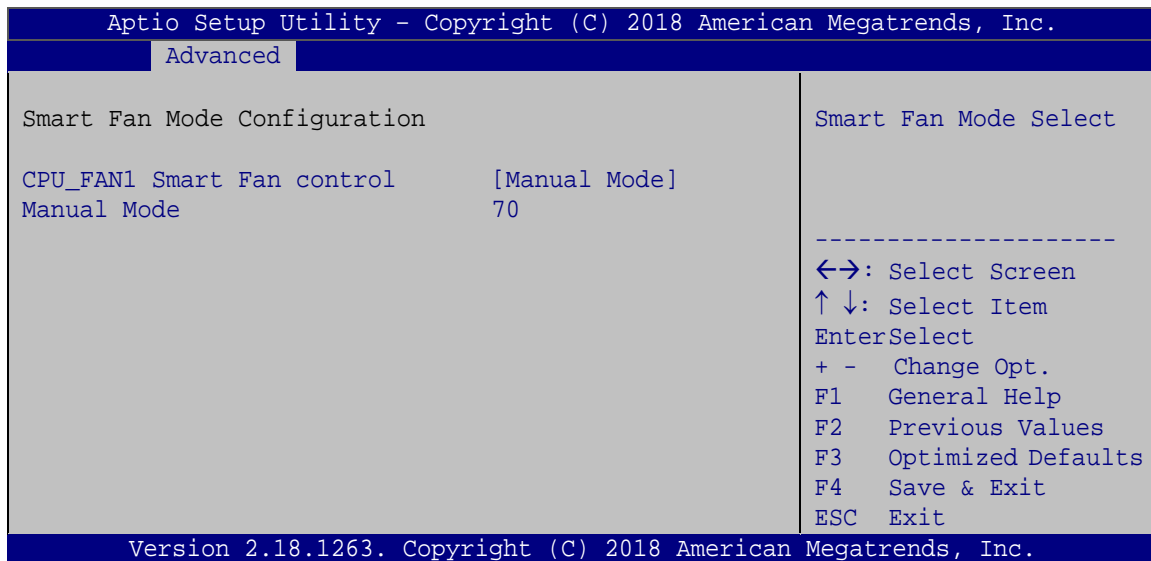 Aptio Setup Utility – Copyright (C) 2018 American Megatrends, Inc.
Advanced
Smart Fan Mode Configuration
CPU_FAN1 Smart Fan control [Manual Mode]
Manual Mode 70
Smart Fan Mode Select
---------------------
←→: Select Screen
↑ ↓: Select Item
EnterSelect
+ - Change Opt.
F1 General Help
F2 Previous Values
F3 Optimized Defaults
F4 Save & Exit
ESC Exit
Version 2.18.1263. Copyright (C) 2018 American Megatrends, Inc.